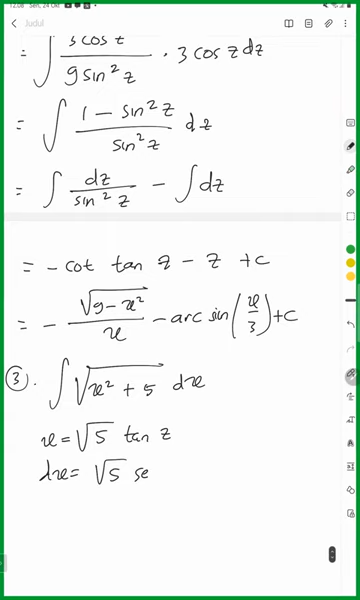 12.08 Sen, 24 Okt
Judul
= ∫ 3 cos z / 9 sin² z · 3 cos z dz
= ∫ (1 − sin² z) / sin² z dz
= ∫ dz / sin² z − ∫ dz
= − cot tan z − z + c
= − √(9 − x²) / x − arc sin (x/3) + c
③. ∫ √(x² + 5) dx
x = √5 tan z
dx = √5 se